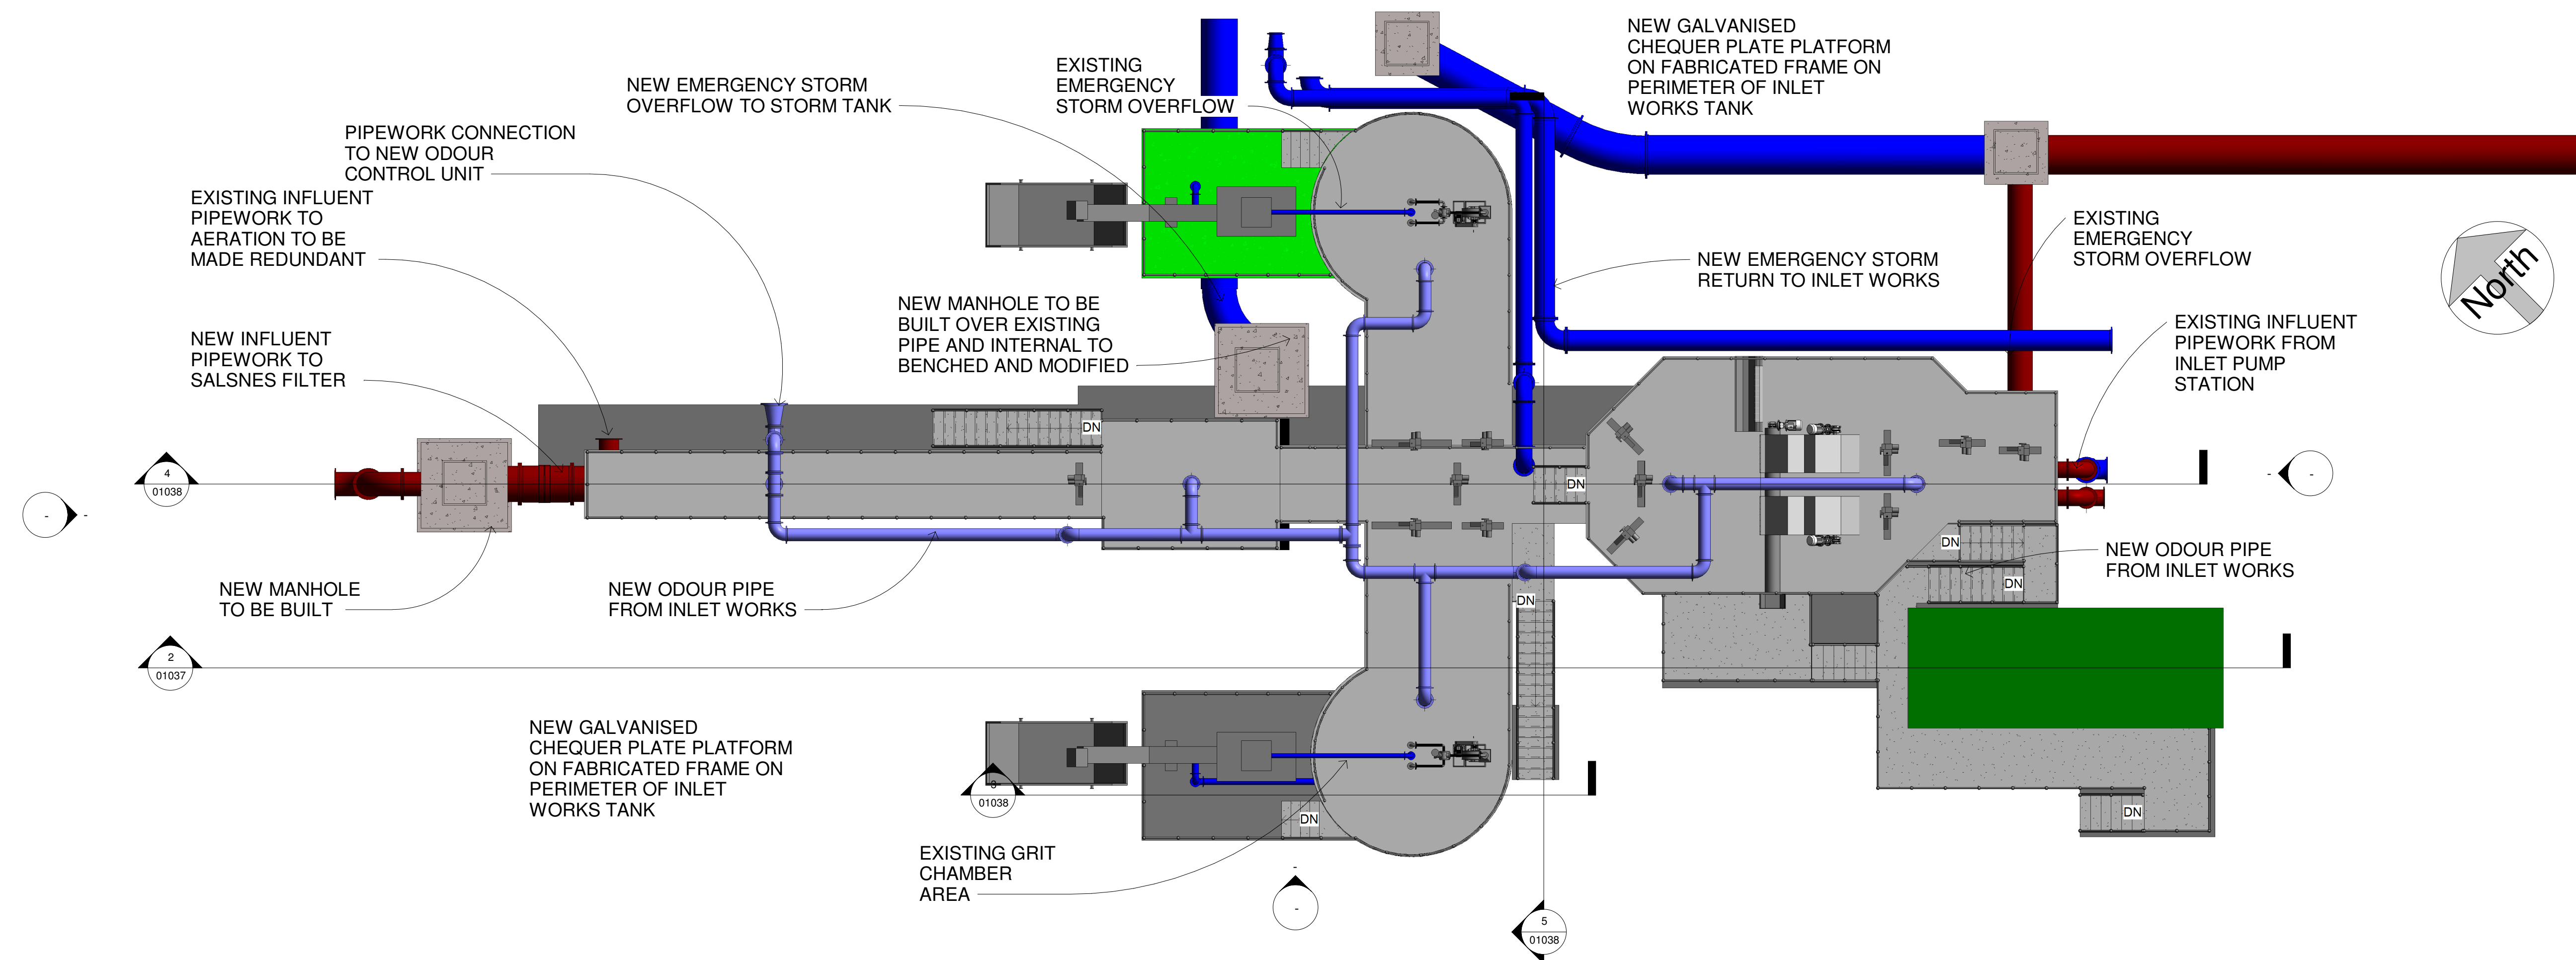 NEW GALVANISED
CHEQUER PLATE PLATFORM
ON FABRICATED FRAME ON
PERIMETER OF INLET
WORKS TANK
EXISTING
EMERGENCY
STORM OVERFLOW
NEW EMERGENCY STORM
OVERFLOW TO STORM TANK
PIPEWORK CONNECTION
TO NEW ODOUR
CONTROL UNIT
EXISTING INFLUENT
PIPEWORK TO
AERATION TO BE
MADE REDUNDANT
EXISTING
EMERGENCY
STORM OVERFLOW
North
NEW EMERGENCY STORM
RETURN TO INLET WORKS
NEW MANHOLE TO BE
BUILT OVER EXISTING
PIPE AND INTERNAL TO
BENCHED AND MODIFIED
NEW INFLUENT
PIPEWORK TO
SALSNES FILTER
EXISTING INFLUENT
PIPEWORK FROM
INLET PUMP
STATION
DN
4
01038
DN
-
-
-
-
DN
NEW ODOUR PIPE
FROM INLET WORKS
DN
NEW MANHOLE
TO BE BUILT
NEW ODOUR PIPE
FROM INLET WORKS
DN
2
01037
NEW GALVANISED
CHEQUER PLATE PLATFORM
ON FABRICATED FRAME ON
PERIMETER OF INLET
WORKS TANK
3
01038
DN
DN
EXISTING GRIT
CHAMBER
AREA
-
-
5
01038